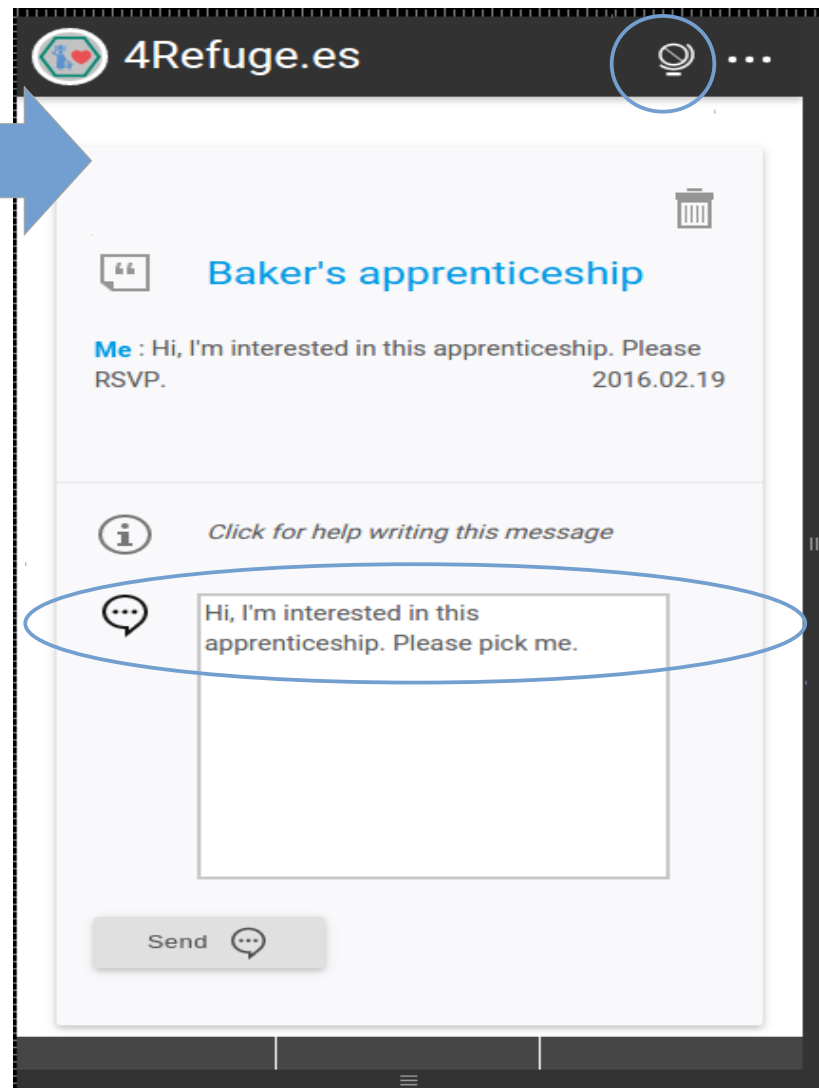 4Refuge.es
Baker's apprenticeship
Me : Hi, I'm interested in this apprenticeship. Please
RSVP. 2016.02.19
Click for help writing this message
Hi, I'm interested in this
apprenticeship. Please pick me.
Send